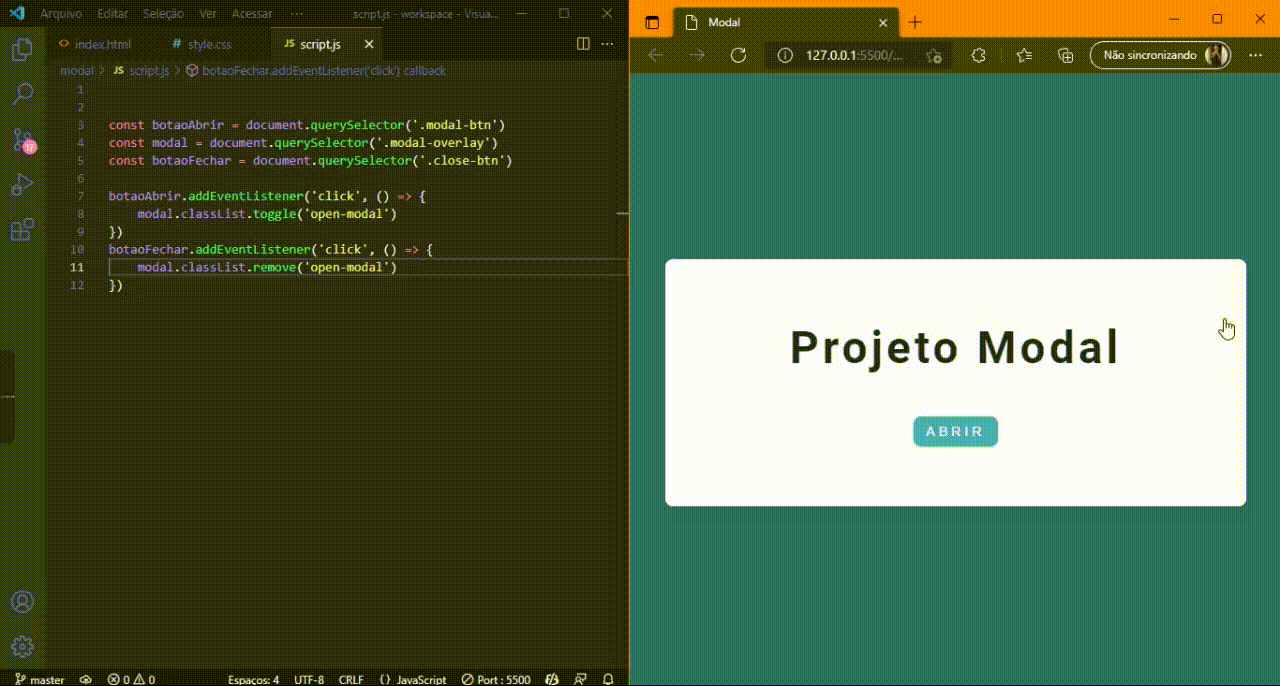 Arquivo Editar Seleção Ver Acessar ··· script.js - workspace - Visua...
index.html # style.css JS script.js
modal > JS script.js > botaoFechar.addEventListener('click') callback
1
2
3 const botaoAbrir = document.querySelector('.modal-btn')
4 const modal = document.querySelector('.modal-overlay')
5 const botaoFechar = document.querySelector('.close-btn')
6
7 botaoAbrir.addEventListener('click', () => {
8 modal.classList.toggle('open-modal')
9 })
10 botaoFechar.addEventListener('click', () => {
11 modal.classList.remove('open-modal')
12 })
17
master 0 0 Espaços: 4 UTF-8 CRLF {} JavaScript Port : 5500
Modal
127.0.0.1:5500/...
Não sincronizando
Projeto Modal
ABRIR